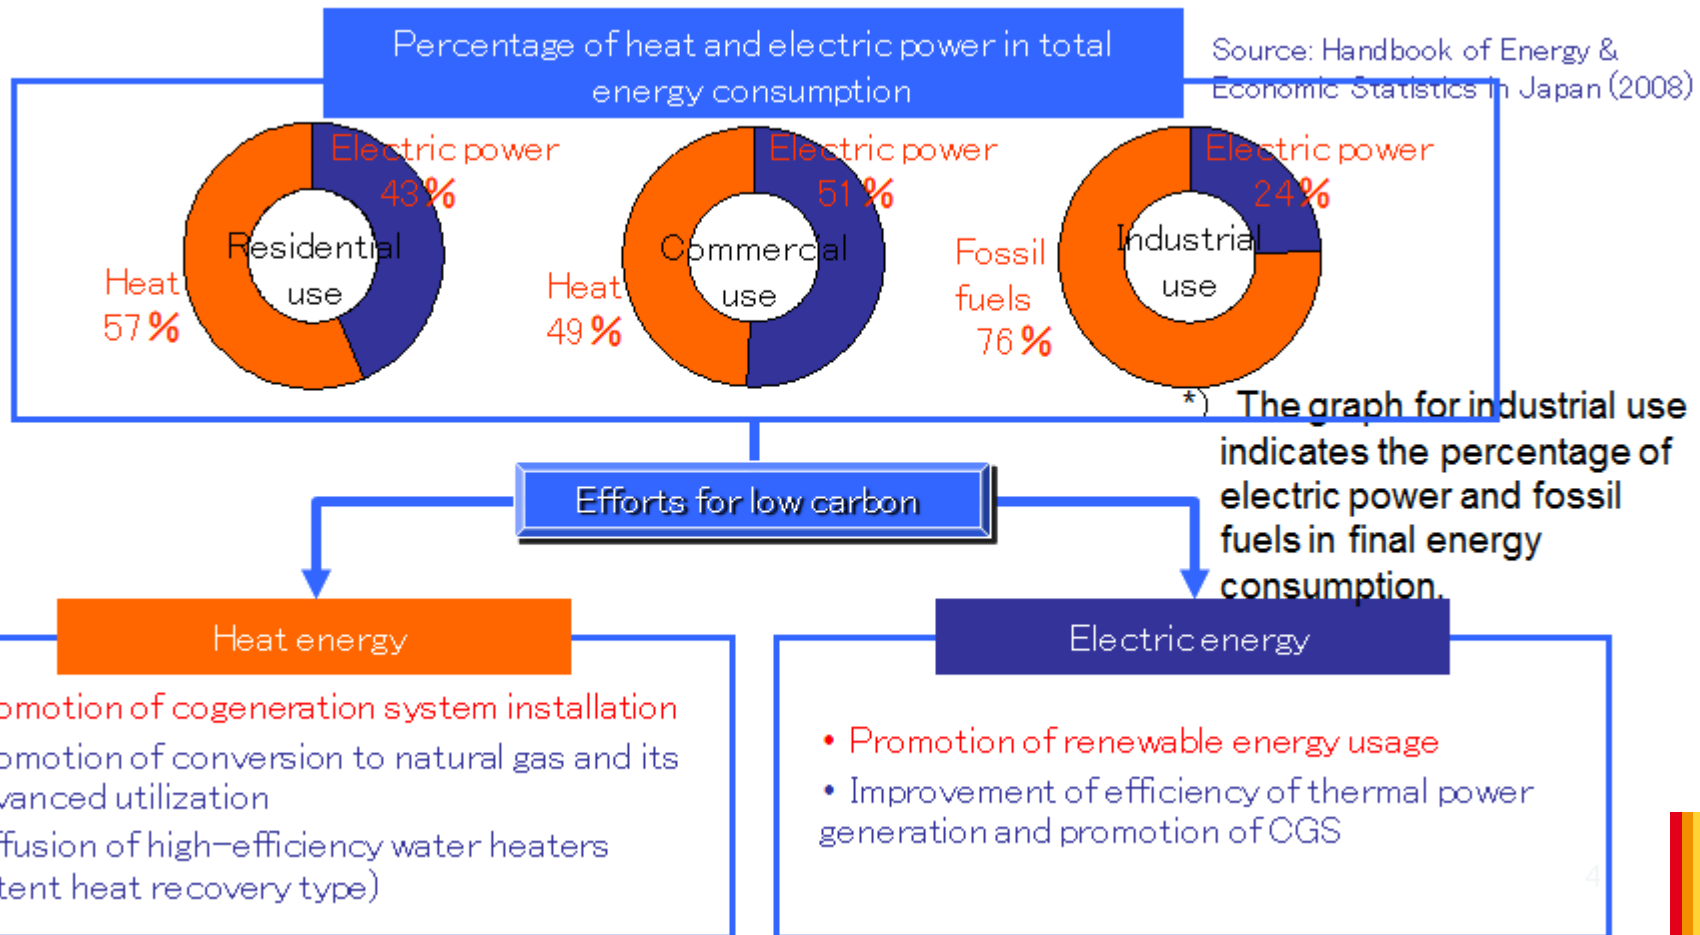 Percentage of heat and electric power in total
energy consumption
Source: Handbook of Energy &
Economic Statistics in Japan (2008)
Electric power
43%
Residential
use
Heat
57%
Electric power
51%
Commercial
use
Heat
49%
Electric power
24%
Industrial
use
Fossil
fuels
76%
*) The graph for industrial use
indicates the percentage of
electric power and fossil
fuels in final energy
consumption.
Efforts for low carbon
Heat energy
omotion of cogeneration system installation
omotion of conversion to natural gas and its
vanced utilization
ffusion of high-efficiency water heaters
tent heat recovery type)
Electric energy
• Promotion of renewable energy usage
• Improvement of efficiency of thermal power
generation and promotion of CGS
4